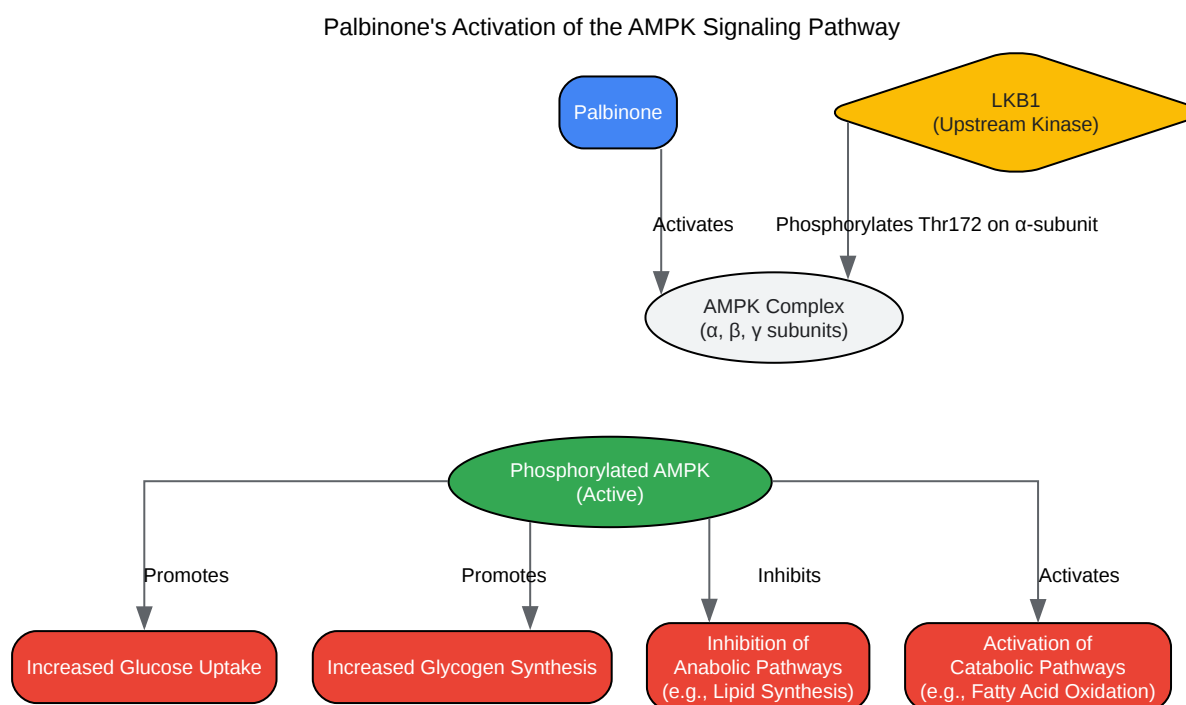 Palbinone's Activation of the AMPK Signaling Pathway
Palbinone
LKB1
(Upstream Kinase)
Activates
Phosphorylates Thr172 on α-subunit
AMPK Complex
(α, β, γ subunits)
Phosphorylated AMPK
(Active)
Promotes
Promotes
Inhibits
Activates
Increased Glucose Uptake
Increased Glycogen Synthesis
Inhibition of
Anabolic Pathways
(e.g., Lipid Synthesis)
Activation of
Catabolic Pathways
(e.g., Fatty Acid Oxidation)